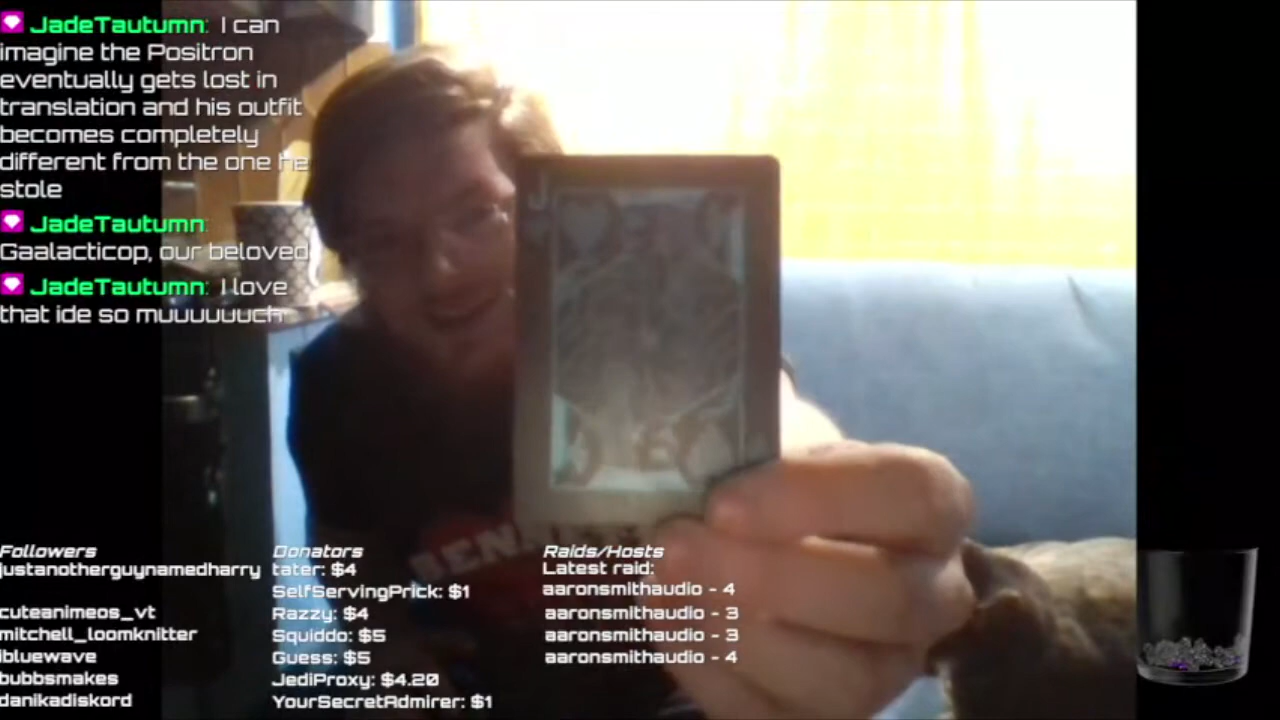 JadeTautumn: I can
imagine the Positron
eventually gets lost in
translation and his outfit
becomes completely
different from the one he
stole
JadeTautumn:
Gaalacticop, our beloved
JadeTautumn: I love
that ide so muuuuuuch
Followers
justanotherguynamedharry
cuteanimeos_vt
mitchell_loomknitter
ibluewave
bubbsmakes
danikadiskord
Donators
tater: $4
SelfServingPrick: $1
Razzy: $4
Squiddo: $5
Guess: $5
JediProxy: $4.20
YourSecretAdmirer: $1
Raids/Hosts
Latest raid:
aaronsmithaudio - 4
aaronsmithaudio - 3
aaronsmithaudio - 3
aaronsmithaudio - 4
J